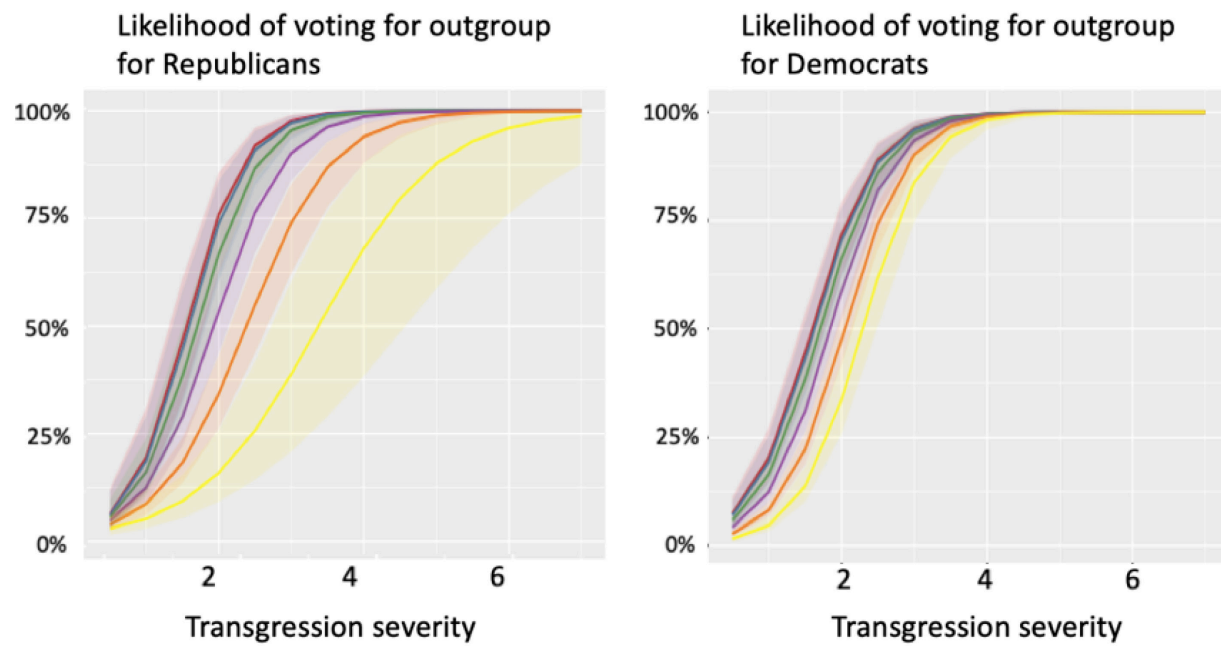 Likelihood of voting for outgroup
for Republicans
100%
75%
50%
25%
0%
2 4 6
Transgression severity
Likelihood of voting for outgroup
for Democrats
100%
75%
50%
25%
0%
2 4 6
Transgression severity